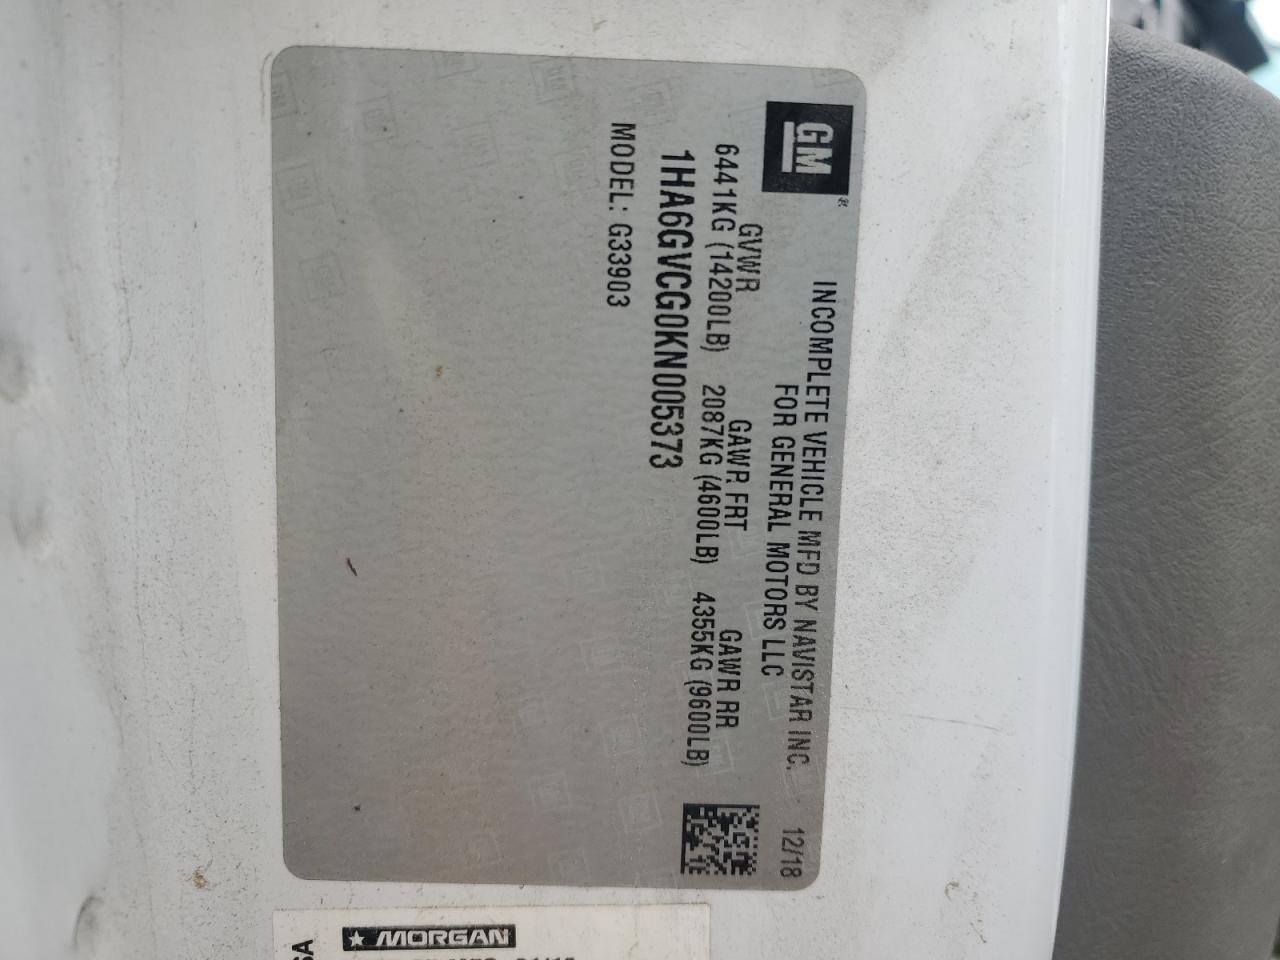 GM®
INCOMPLETE VEHICLE MFD BY NAVISTAR INC. 12/18
FOR GENERAL MOTORS LLC
GVWR GAWR FRT GAWR RR
6441KG (14200LB) 2087KG (4600LB) 4355KG (9600LB)
1HA6GVCG0KN005373
MODEL: G33903
MORGAN